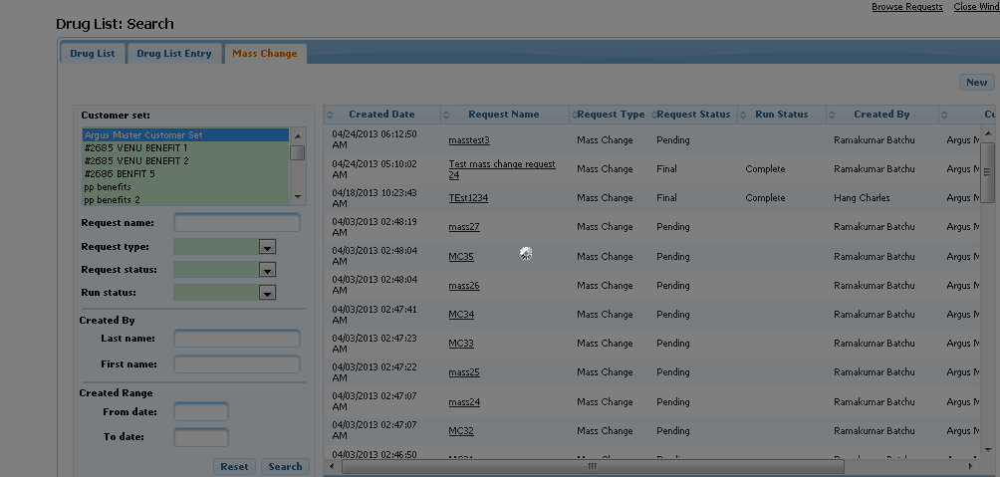 Browse Requests Close Wind
Drug List: Search
Drug List Drug List Entry Mass Change
New
Customer set:
Argus Master Customer Set
#2685 VENU BENEFIT 1
#2685 VENU BENEFIT 2
#2686 BENFIT 5
pp benefits
pp benefits 2
Request name:
Request type:
Request status:
Run status:
Created By
Last name:
First name:
Created Range
From date:
To date:
Reset Search
Created Date Request Name Request Type Request Status Run Status Created By Cu
04/24/2013 06:12:50 AM masstest3 Mass Change Pending Ramakumar Batchu Argus M
04/24/2013 05:10:02 AM Test mass change request 24 Mass Change Final Complete Ramakumar Batchu Argus M
04/18/2013 10:23:43 AM TEst1234 Mass Change Final Complete Hang Charles Argus M
04/03/2013 02:48:19 AM mass27 Mass Change Pending Ramakumar Batchu Argus M
04/03/2013 02:48:04 AM MC35 Mass Change Pending Ramakumar Batchu Argus M
04/03/2013 02:48:04 AM mass26 Mass Change Pending Ramakumar Batchu Argus M
04/03/2013 02:47:41 AM MC34 Mass Change Pending Ramakumar Batchu Argus M
04/03/2013 02:47:23 AM MC33 Mass Change Pending Ramakumar Batchu Argus M
04/03/2013 02:47:22 AM mass25 Mass Change Pending Ramakumar Batchu Argus M
04/03/2013 02:47:07 AM mass24 Mass Change Pending Ramakumar Batchu Argus M
04/03/2013 02:47:07 AM MC32 Mass Change Pending Ramakumar Batchu Argus M
04/03/2013 02:46:50